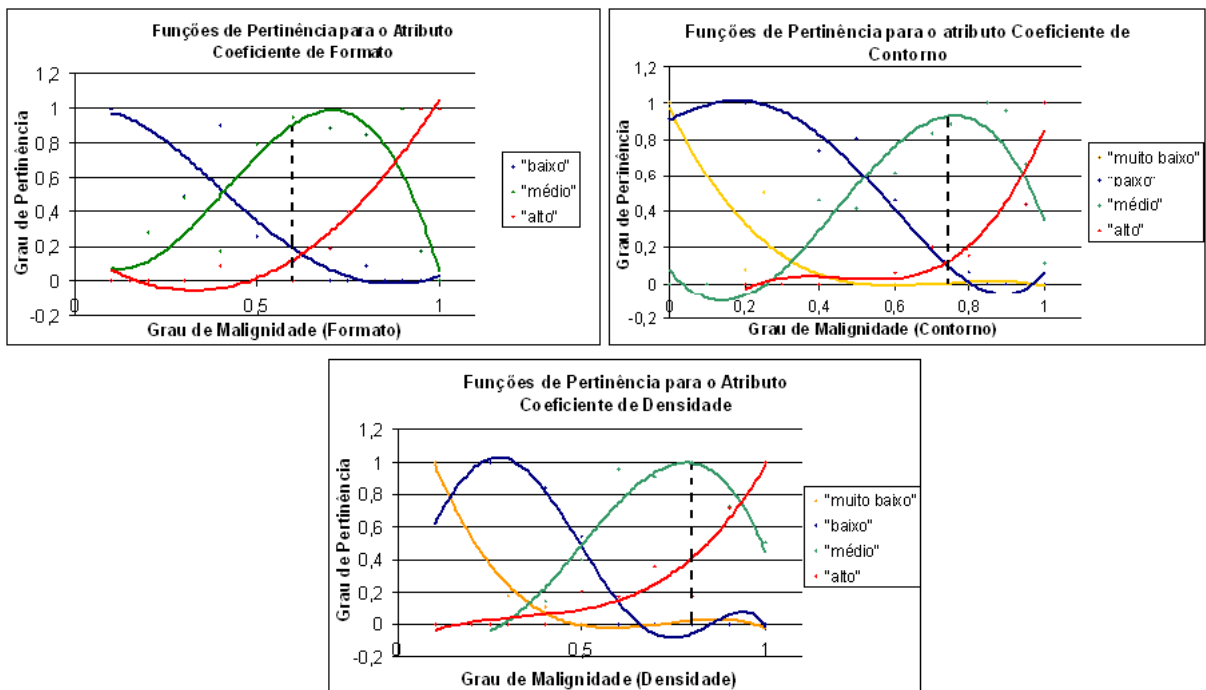 Funções de Pertinência para o Atributo
Coeficiente de Formato
1,2
1
0,8
0,6
0,4
0,2
0
-0,2
Grau de Pertinência
0
0,5
1
Grau de Malignidade (Formato)
"baixo"
"médio"
"alto"
Funções de Pertinência para o atributo Coeficiente de
Contorno
1,2
1
0,8
0,6
0,4
0,2
0
-0,2
Grau de Perinência
0
0,2
0,4
0,6
0,8
1
Grau de Malignidade (Contorno)
"muito baixo"
"baixo"
"médio"
"alto"
Funções de Pertinência para o Atributo
Coeficiente de Densidade
1,2
1
0,8
0,6
0,4
0,2
0
-0,2
Grau de Pertinência
0
0,5
1
Grau de Malignidade (Densidade)
"muito baixo"
"baixo"
"médio"
"alto"